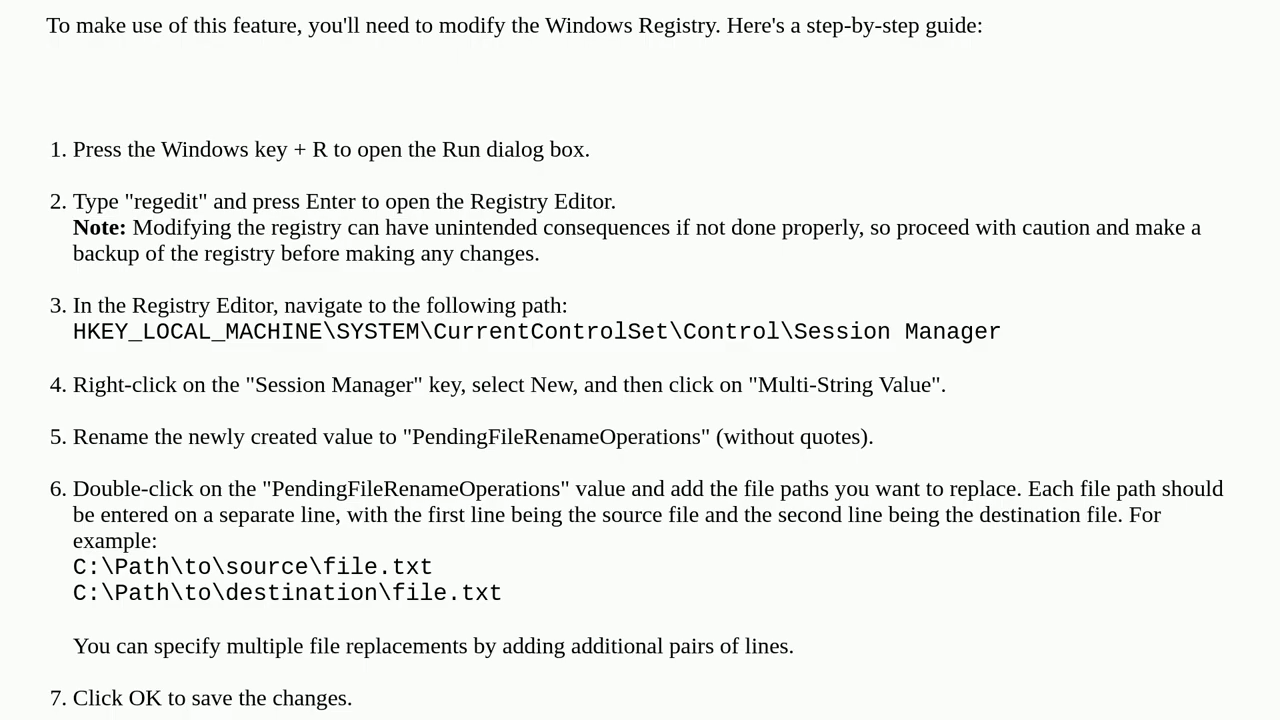 To make use of this feature, you'll need to modify the Windows Registry. Here's a step-by-step guide:
1. Press the Windows key + R to open the Run dialog box.
2. Type "regedit" and press Enter to open the Registry Editor.
Note: Modifying the registry can have unintended consequences if not done properly, so proceed with caution and make a
backup of the registry before making any changes.
3. In the Registry Editor, navigate to the following path:
HKEY_LOCAL_MACHINE\SYSTEM\CurrentControlSet\Control\Session Manager
4. Right-click on the "Session Manager" key, select New, and then click on "Multi-String Value".
5. Rename the newly created value to "PendingFileRenameOperations" (without quotes).
6. Double-click on the "PendingFileRenameOperations" value and add the file paths you want to replace. Each file path should
be entered on a separate line, with the first line being the source file and the second line being the destination file. For
example:
C:\Path\to\source\file.txt
C:\Path\to\destination\file.txt
You can specify multiple file replacements by adding additional pairs of lines.
7. Click OK to save the changes.